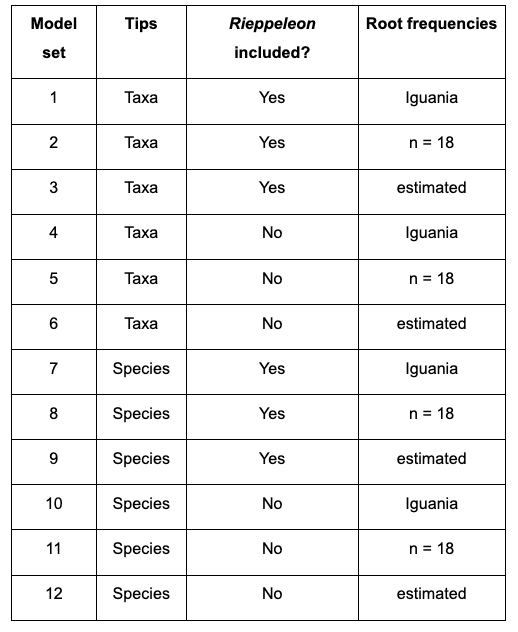 Model set Tips Rieppeleon included? Root frequencies
1 Taxa Yes Iguania
2 Taxa Yes n = 18
3 Taxa Yes estimated
4 Taxa No Iguania
5 Taxa No n = 18
6 Taxa No estimated
7 Species Yes Iguania
8 Species Yes n = 18
9 Species Yes estimated
10 Species No Iguania
11 Species No n = 18
12 Species No estimated